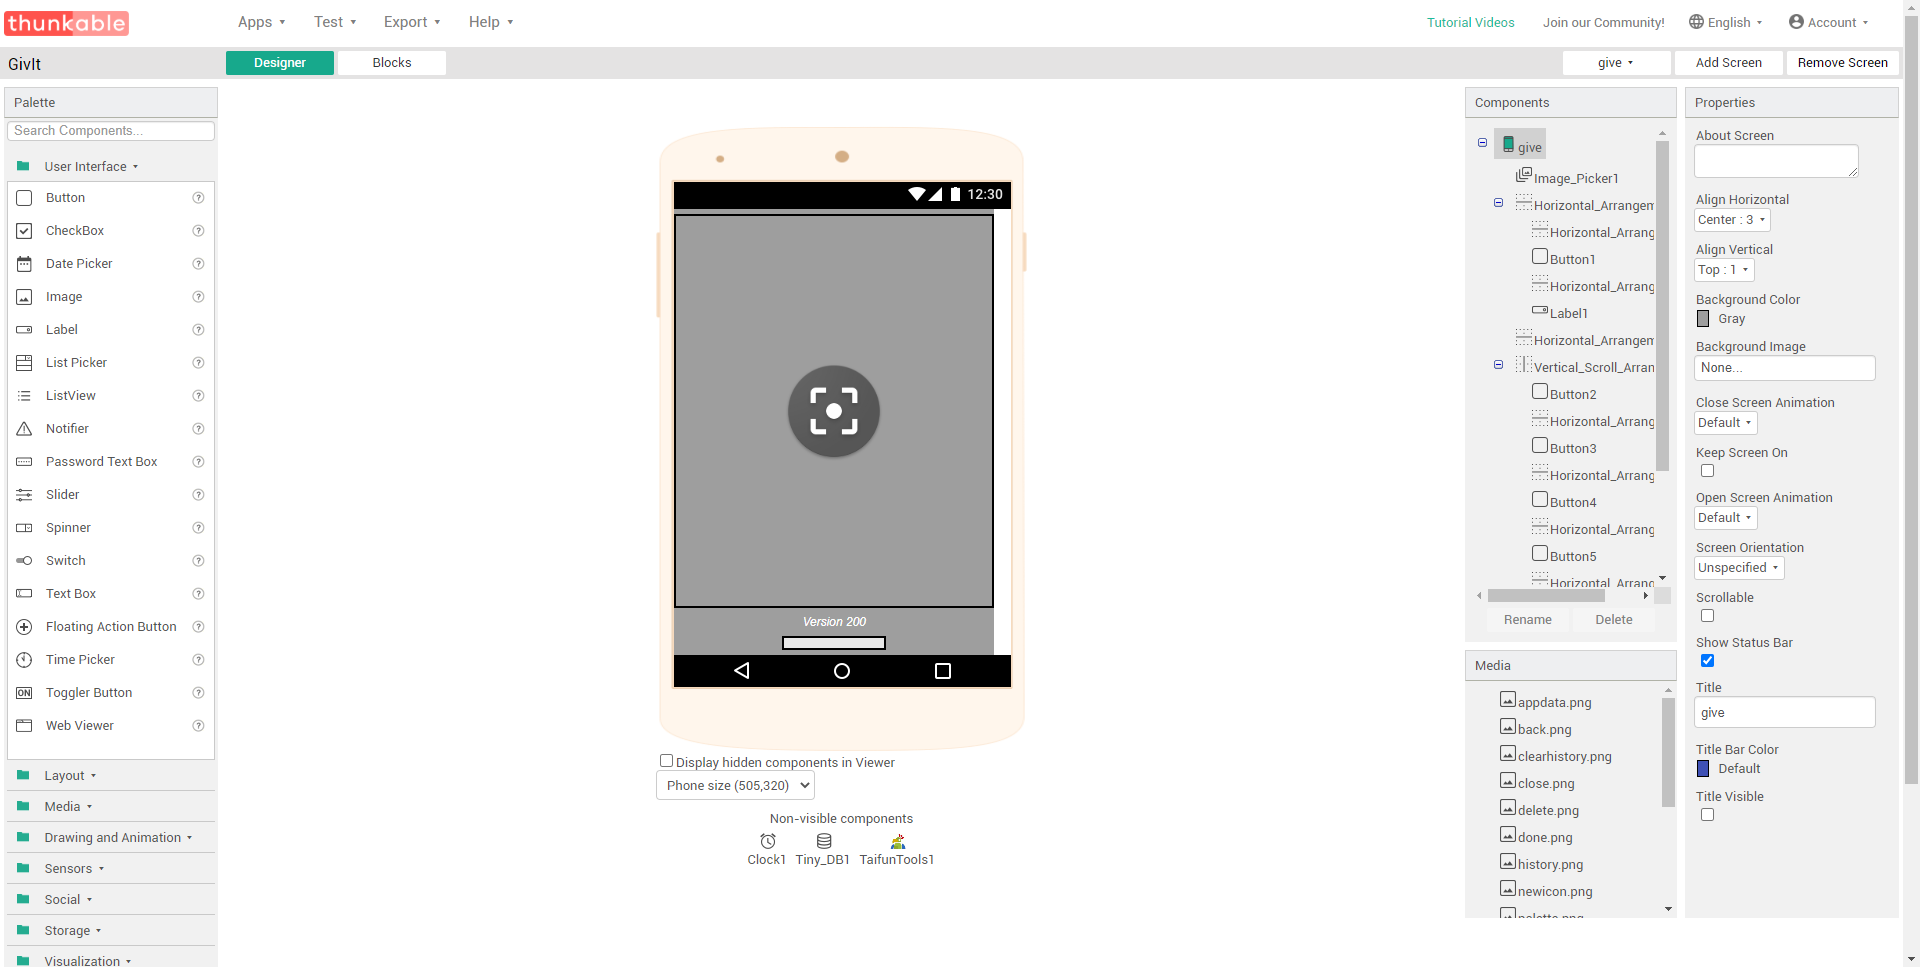 thunkable
Apps
Test
Export
Help
Tutorial Videos
Join our Community!
English
Account
GivIt
Designer
Blocks
give
Add Screen
Remove Screen
Palette
Search Components...
User Interface
Button
CheckBox
Date Picker
Image
Label
List Picker
ListView
Notifier
Password Text Box
Slider
Spinner
Switch
Text Box
Floating Action Button
Time Picker
ON
Toggler Button
Web Viewer
Layout
Media
Drawing and Animation
Sensors
Social
Storage
Visualization
12:30
Version 200
Display hidden components in Viewer
Phone size (505,320)
Non-visible components
Clock1
Tiny_DB1
TaifunTools1
Components
give
Image_Picker1
Horizontal_Arrangem
Horizontal_Arrang
Button1
Horizontal_Arrang
Label1
Horizontal_Arrangem
Vertical_Scroll_Arran
Button2
Horizontal_Arrang
Button3
Horizontal_Arrang
Button4
Horizontal_Arrang
Button5
Horizontal_Arrang
Rename
Delete
Media
appdata.png
back.png
clearhistory.png
close.png
delete.png
done.png
history.png
newicon.png
Properties
About Screen
Align Horizontal
Center : 3
Align Vertical
Top : 1
Background Color
Gray
Background Image
None...
Close Screen Animation
Default
Keep Screen On
Open Screen Animation
Default
Screen Orientation
Unspecified
Scrollable
Show Status Bar
Title
give
Title Bar Color
Default
Title Visible